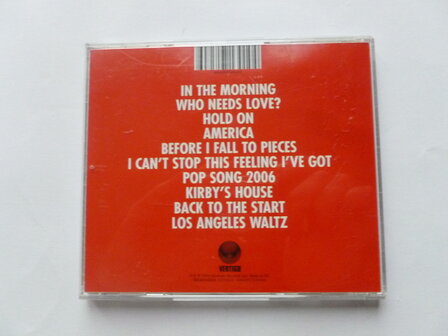 IN THE MORNING
WHO NEEDS LOVE?
HOLD ON
AMERICA
BEFORE I FALL TO PIECES
I CAN'T STOP THIS FEELING I'VE GOT
POP SONG 2006
KIRBY'S HOUSE
BACK TO THE START
LOS ANGELES WALTZ
VERTIGO